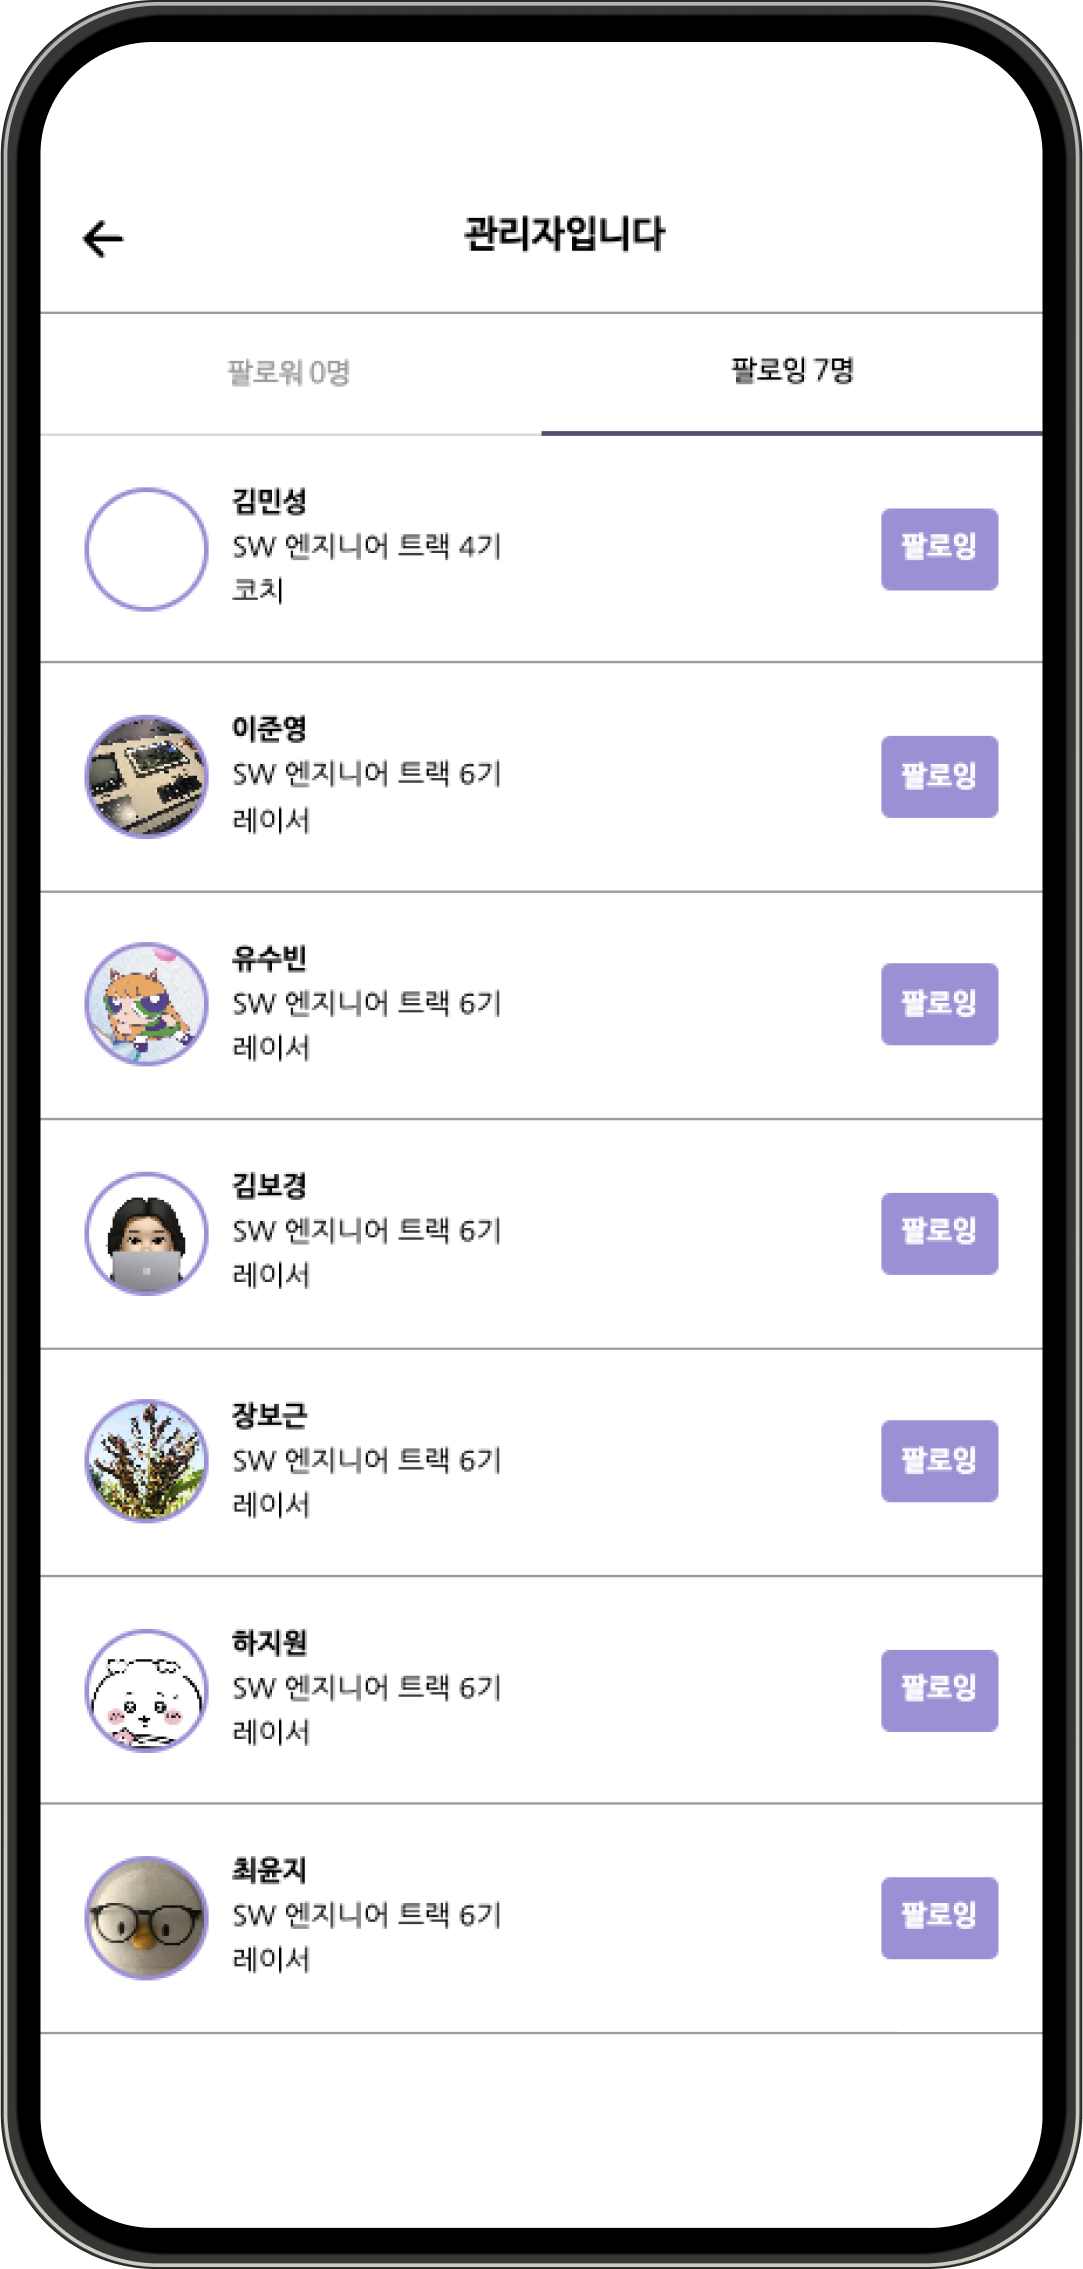 관리자입니다
팔로워 0명
팔로잉 7명
김민성
SW 엔지니어 트랙 4기
코치
팔로잉
이준영
SW 엔지니어 트랙 6기
레이서
팔로잉
유수빈
SW 엔지니어 트랙 6기
레이서
팔로잉
김보경
SW 엔지니어 트랙 6기
레이서
팔로잉
장보근
SW 엔지니어 트랙 6기
레이서
팔로잉
하지원
SW 엔지니어 트랙 6기
레이서
팔로잉
최윤지
SW 엔지니어 트랙 6기
레이서
팔로잉